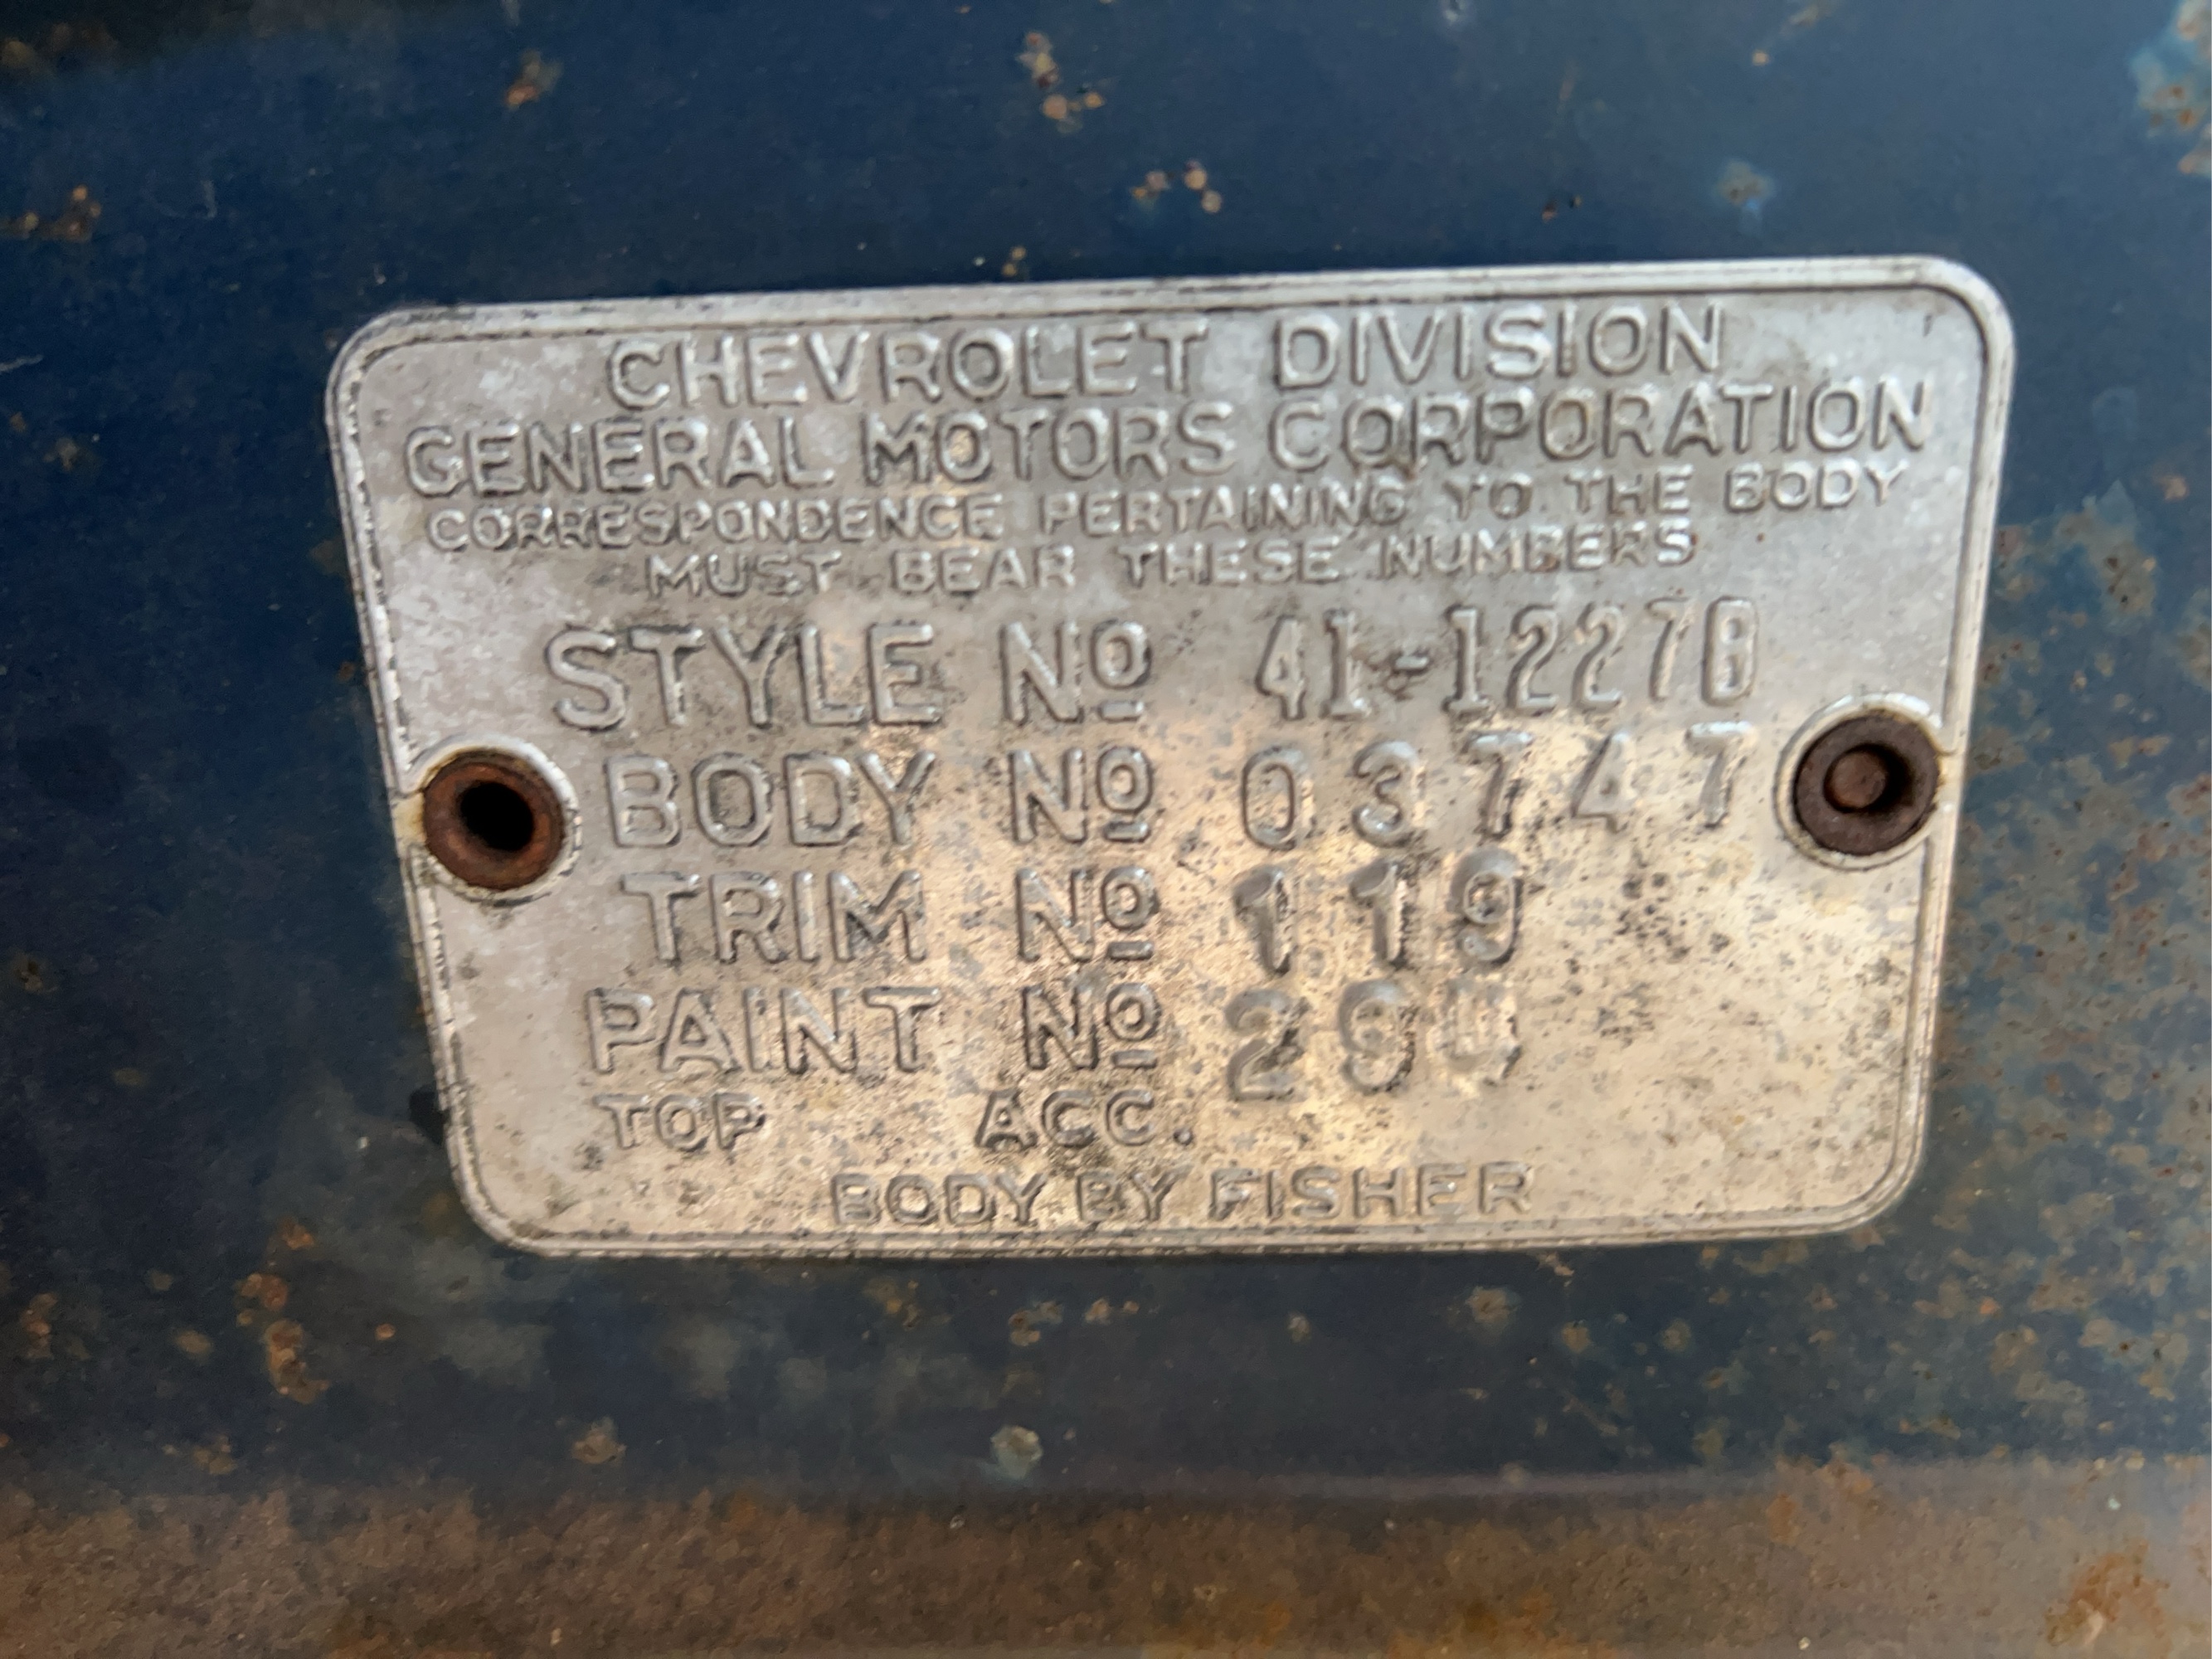 CHEVROLET DIVISION
GENERAL MOTORS CORPORATION
CORRESPONDENCE PERTAINING TO THE BODY
MUST BEAR THESE NUMBERS
STYLE Nº 41-1227B
BODY Nº 03747
TRIM Nº 119
PAINT Nº
TOP ACC.
BODY BY FISHER